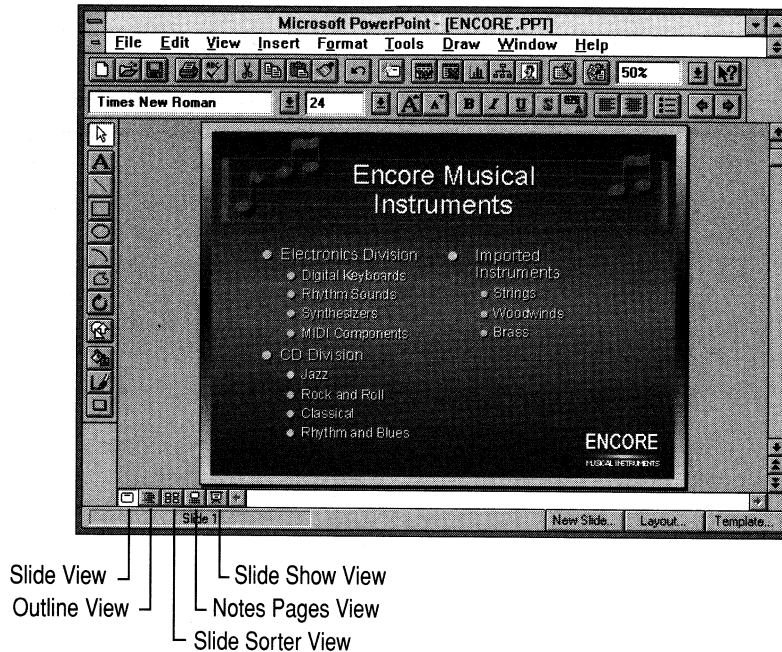 Microsoft PowerPoint - [ENCORE.PPT]
File Edit View Insert Format Tools Draw Window Help
50%
Times New Roman 24 B I U S
A
Encore Musical
Instruments
Electronics Division
Digital Keyboards
Rhythm Sounds
Synthesizers
MIDI Components
CD Division
Jazz
Rock and Roll
Classical
Rhythm and Blues
Imported
Instruments
Strings
Woodwinds
Brass
ENCORE
MUSICAL INSTRUMENTS
Slide 1 New Slide... Layout... Template...
Slide View
Outline View
Slide Sorter View
Notes Pages View
Slide Show View